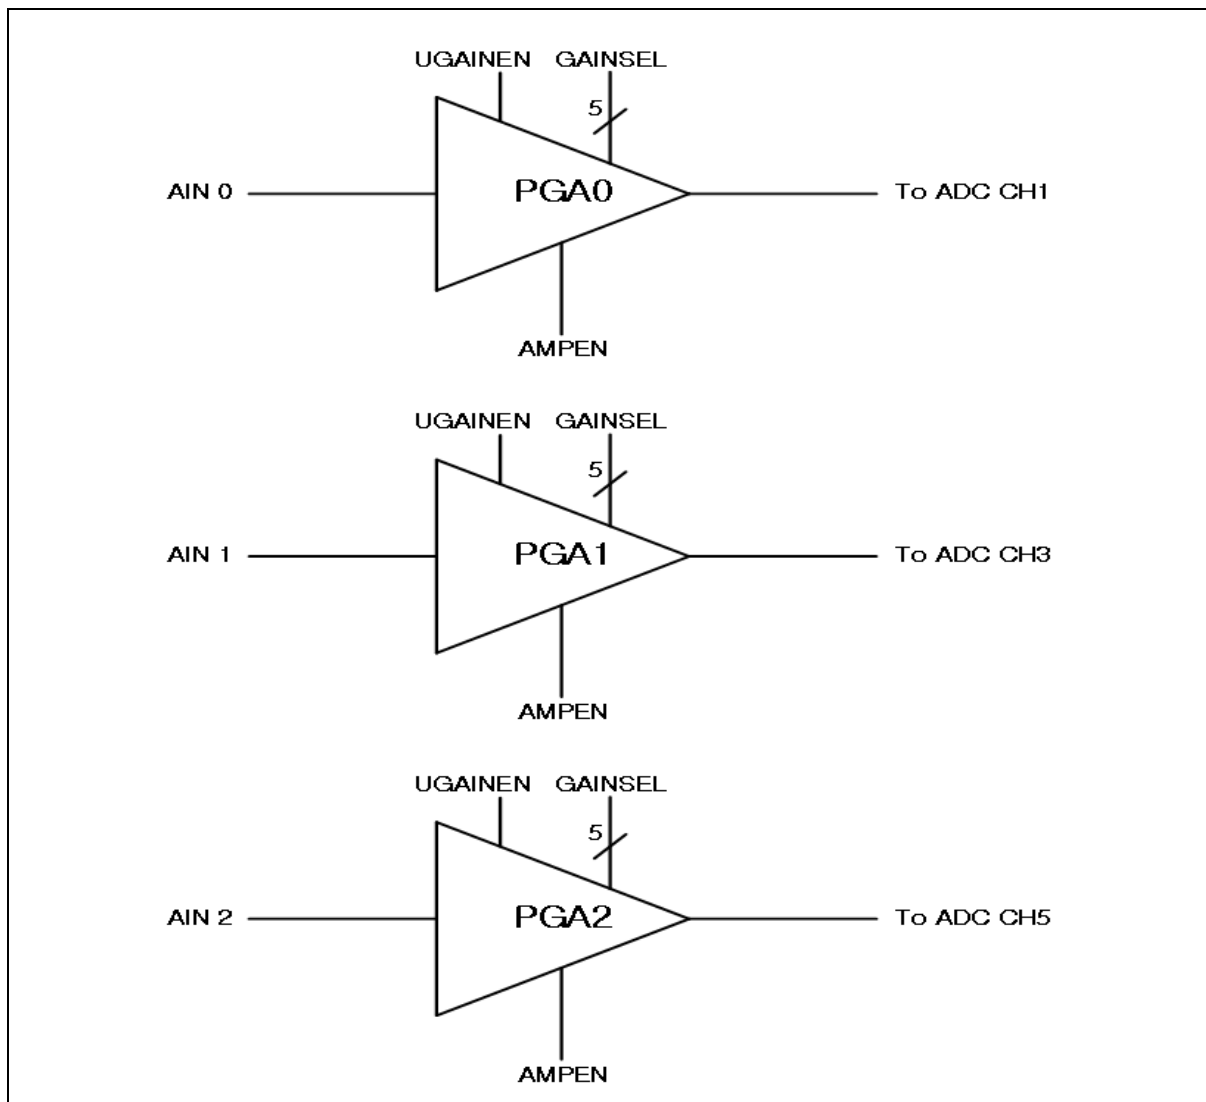 UGAINEN GAINSEL
5
AIN 0 PGA0 To ADC CH1
AMPEN
UGAINEN GAINSEL
5
AIN 1 PGA1 To ADC CH3
AMPEN
UGAINEN GAINSEL
5
AIN 2 PGA2 To ADC CH5
AMPEN